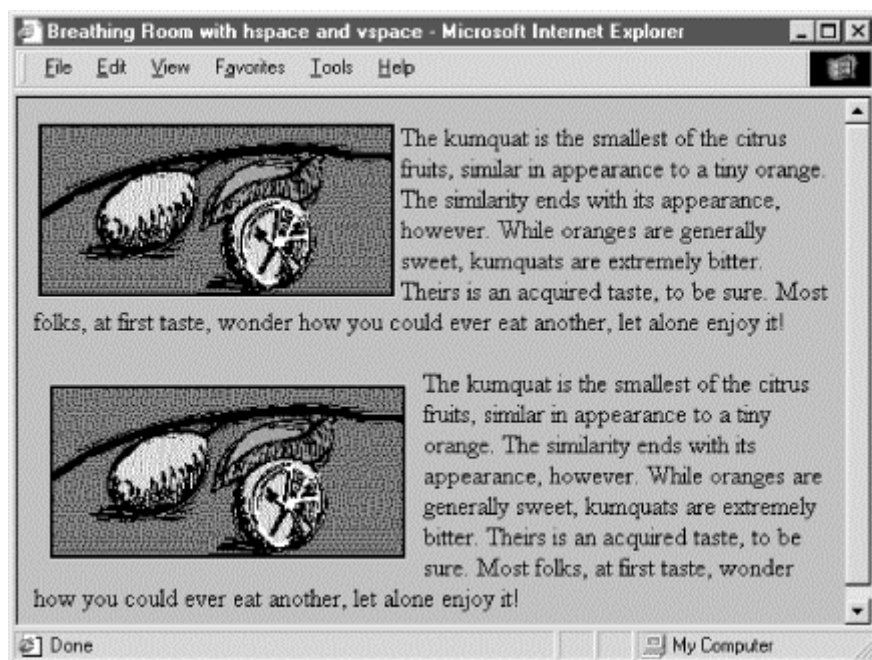 Breathing Room with hspace and vspace - Microsoft Internet Explorer
File Edit View Favorites Tools Help
The kumquat is the smallest of the citrus
fruits, similar in appearance to a tiny orange.
The similarity ends with its appearance,
however. While oranges are generally
sweet, kumquats are extremely bitter.
Theirs is an acquired taste, to be sure. Most
folks, at first taste, wonder how you could ever eat another, let alone enjoy it!
The kumquat is the smallest of the citrus
fruits, similar in appearance to a tiny
orange. The similarity ends with its
appearance, however. While oranges are
generally sweet, kumquats are extremely
bitter. Theirs is an acquired taste, to be
sure. Most folks, at first taste, wonder
how you could ever eat another, let alone enjoy it!
Done My Computer